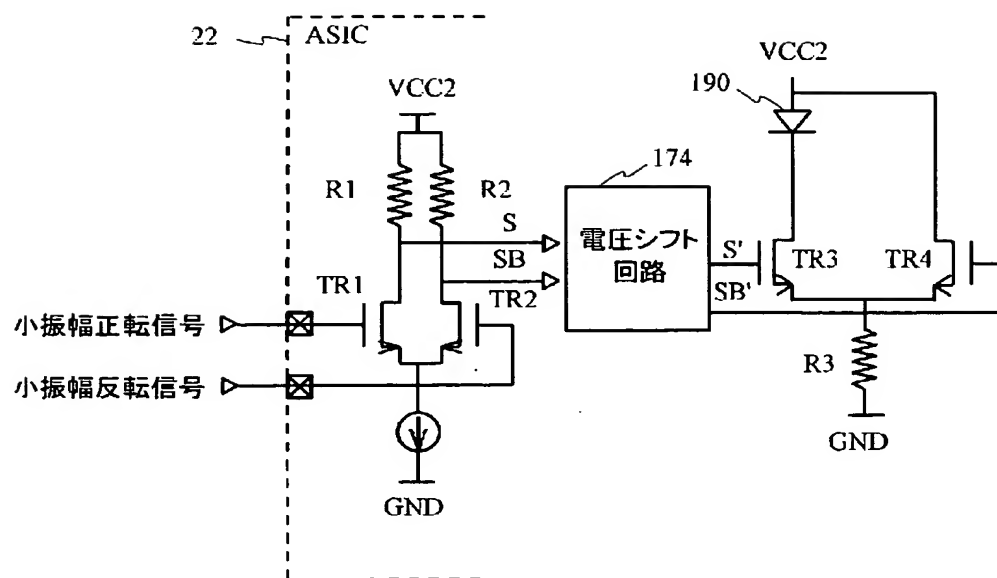 22
ASIC
VCC2
190
VCC2
R1
R2
174
S
SB
電圧シフト
回路
S'
SB'
TR3
TR4
TR1
TR2
小振幅正転信号
小振幅反転信号
R3
GND
GND